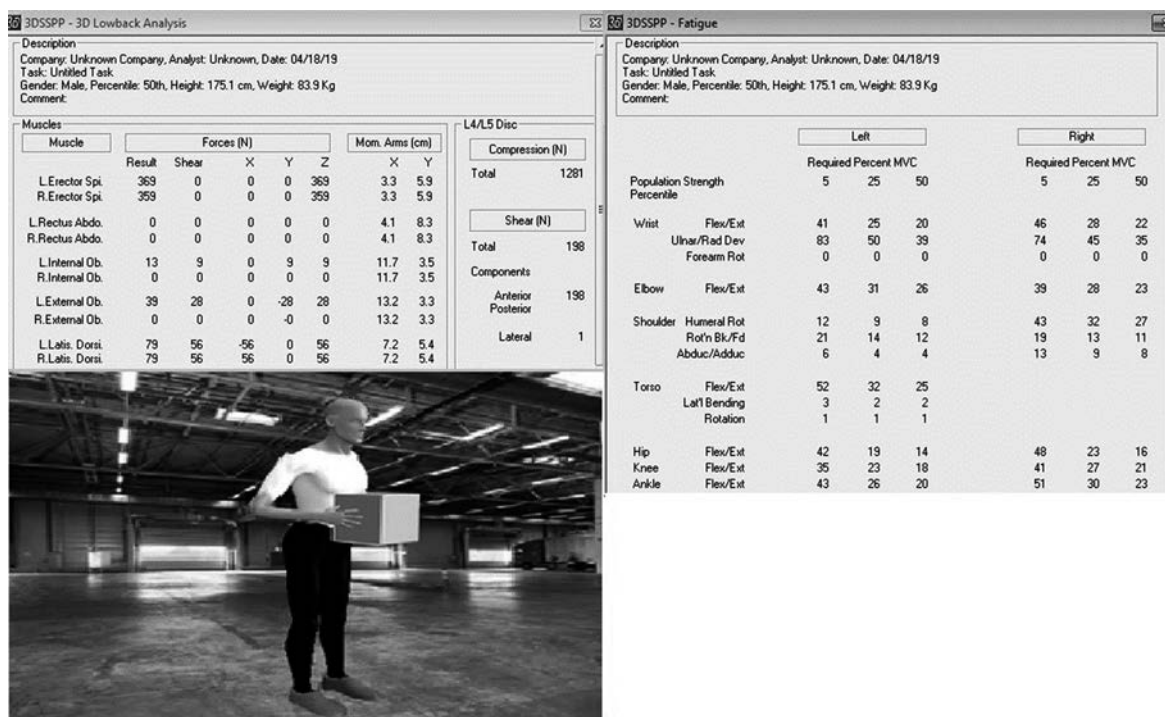 3DSSPP - 3D Lowback Analysis
Description
Company: Unknown Company, Analyst: Unknown, Date: 04/18/19
Task: Untitled Task
Gender: Male, Percentile: 50th, Height: 175.1 cm, Weight: 83.9 Kg
Comment:
Muscles
Muscle Forces (N) Mom. Arms (cm)
Result Shear X Y Z X Y
L.Erector Spi. 369 0 0 0 369 3.3 5.9
R.Erector Spi. 359 0 0 0 359 3.3 5.9
L.Rectus Abdo. 0 0 0 0 0 4.1 8.3
R.Rectus Abdo. 0 0 0 0 0 4.1 8.3
L.Internal Ob. 13 9 0 9 9 11.7 3.5
R.Internal Ob. 0 0 0 0 0 11.7 3.5
L.External Ob. 39 28 0 -28 28 13.2 3.3
R.External Ob. 0 0 0 -0 0 13.2 3.3
L.Latis. Dorsi. 79 56 -56 0 56 7.2 5.4
R.Latis. Dorsi. 79 56 56 0 56 7.2 5.4
L4/L5 Disc
Compression (N)
Total 1281
Shear (N)
Total 198
Components
Anterior 198
Posterior
Lateral 1
3DSSPP - Fatigue
Description
Company: Unknown Company, Analyst: Unknown, Date: 04/18/19
Task: Untitled Task
Gender: Male, Percentile: 50th, Height: 175.1 cm, Weight: 83.9 Kg
Comment:
Left Right
Required Percent MVC Required Percent MVC
Population Strength 5 25 50 5 25 50
Percentile
Wrist Flex/Ext 41 25 20 46 28 22
Ulnar/Rad Dev 83 50 39 74 45 35
Forearm Rot 0 0 0 0 0 0
Elbow Flex/Ext 43 31 26 39 28 23
Shoulder Humeral Rot 12 9 8 43 32 27
Rot'n Bk/Fd 21 14 12 19 13 11
Abduc/Adduc 6 4 4 13 9 8
Torso Flex/Ext 52 32 25
Lat'l Bending 3 2 2
Rotation 1 1 1
Hip Flex/Ext 42 19 14 48 23 16
Knee Flex/Ext 35 23 18 41 27 21
Ankle Flex/Ext 43 26 20 51 30 23